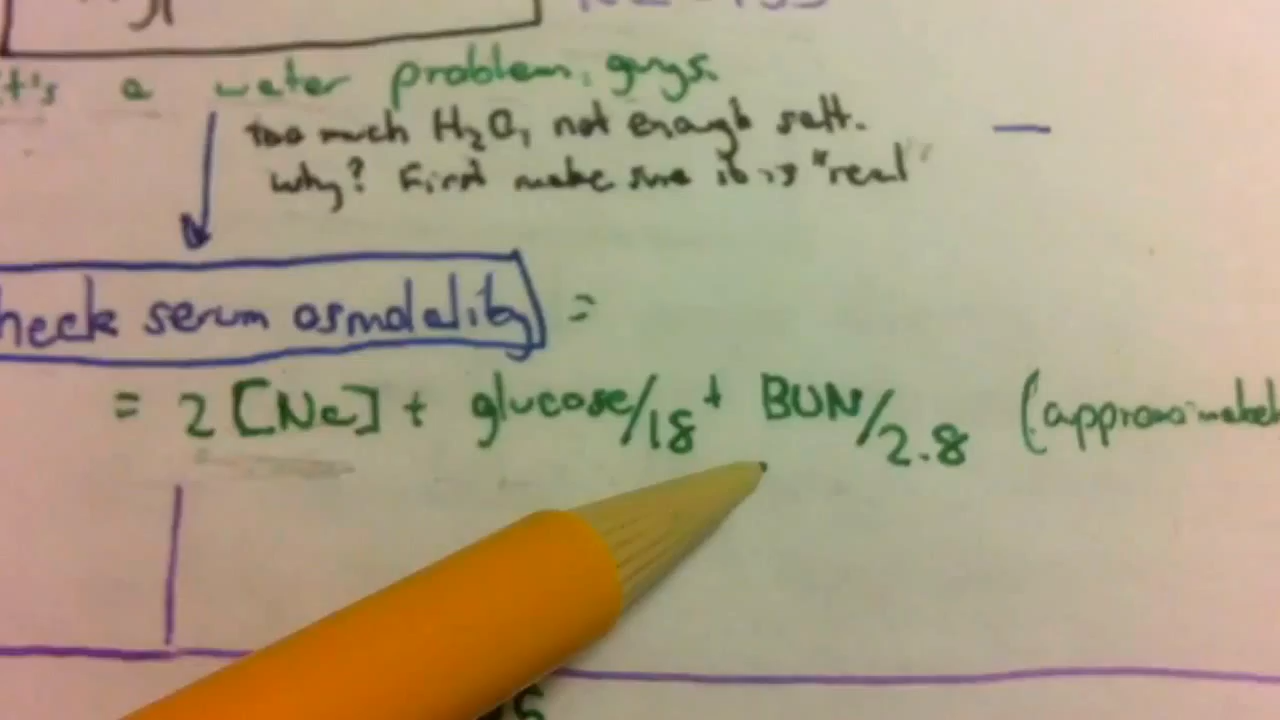 it's a water problem, guys.
too much H₂O, not enough salt.
why? First make sure it is "real"
heck serum osmolality =
= 2 [Na] + glucose/18 + BUN/2.8 (approximatel